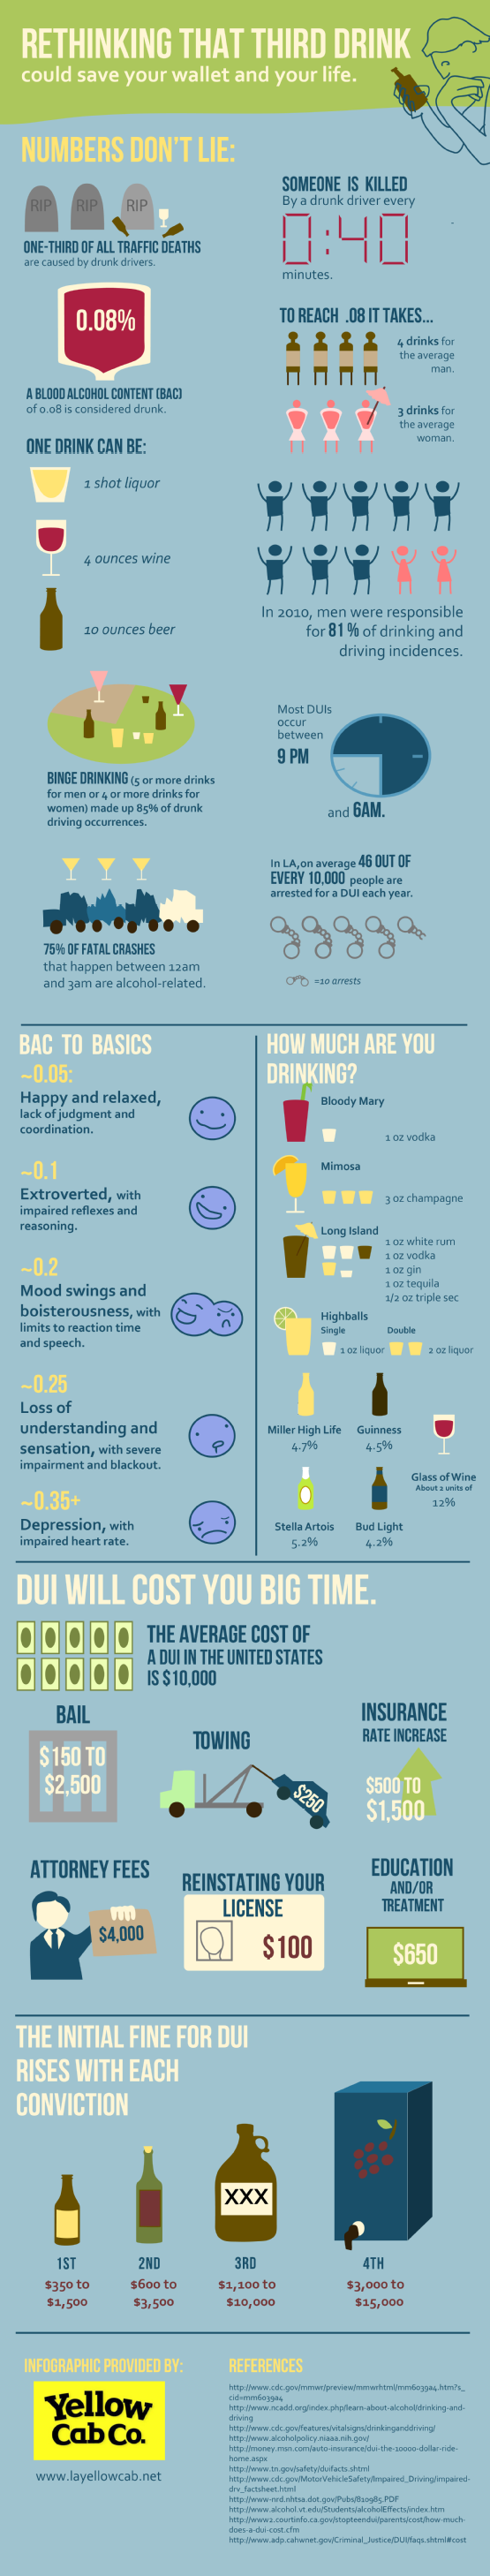 RETHINKING THAT THIRD DRINK
could save your wallet and your life.
NUMBERS DON'T LIE:
RIP RIP RIP
ONE-THIRD OF ALL TRAFFIC DEATHS
are caused by drunk drivers.
SOMEONE IS KILLED
By a drunk driver every
0:40
minutes.
0.08%
A BLOOD ALCOHOL CONTENT (BAC)
of 0.08 is considered drunk.
TO REACH .08 IT TAKES...
4 drinks for
the average
man.
3 drinks for
the average
woman.
ONE DRINK CAN BE:
1 shot liquor
4 ounces wine
10 ounces beer
In 2010, men were responsible
for 81 % of drinking and
driving incidences.
BINGE DRINKING (5 or more drinks
for men or 4 or more drinks for
women) made up 85% of drunk
driving occurrences.
Most DUIs
occur
between
9 PM
and 6AM.
75% OF FATAL CRASHES
that happen between 12am
and 3am are alcohol-related.
In LA,on average 46 OUT OF
EVERY 10,000 people are
arrested for a DUI each year.
=10 arrests
BAC TO BASICS
~0.05:
Happy and relaxed,
lack of judgment and
coordination.
~0.1
Extroverted, with
impaired reflexes and
reasoning.
~0.2
Mood swings and
boisterousness, with
limits to reaction time
and speech.
~0.25
Loss of
understanding and
sensation, with severe
impairment and blackout.
~0.35+
Depression, with
impaired heart rate.
HOW MUCH ARE YOU
DRINKING?
Bloody Mary
1 oz vodka
Mimosa
3 oz champagne
Long Island
1 oz white rum
1 oz vodka
1 oz gin
1 oz tequila
1/2 oz triple sec
Highballs
Single Double
1 oz liquor 2 oz liquor
Miller High Life Guinness
4.7% 4.5%
Glass of Wine
About 2 units of
12%
Stella Artois Bud Light
5.2% 4.2%
DUI WILL COST YOU BIG TIME.
THE AVERAGE COST OF
A DUI IN THE UNITED STATES
IS $10,000
BAIL
$150 TO
$2,500
TOWING
$250
INSURANCE
RATE INCREASE
$500 TO
$1,500
ATTORNEY FEES
$4,000
REINSTATING YOUR
LICENSE
$100
EDUCATION
AND/OR
TREATMENT
$650
THE INITIAL FINE FOR DUI
RISES WITH EACH
CONVICTION
XXX
1ST 2ND 3RD 4TH
$350 to $600 to $1,100 to $3,000 to
$1,500 $3,500 $10,000 $15,000
INFOGRAPHIC PROVIDED BY:
Yellow
Cab Co.
www.layellowcab.net
REFERENCES
http://www.cdc.gov/mmwr/preview/mmwrhtml/mm6039a4.htm?s_
cid=mm6039a4
http://www.ncadd.org/index.php/learn-about-alcohol/drinking-and-
driving
http://www.cdc.gov/features/vitalsigns/drinkinganddriving/
http://www.alcoholpolicy.niaaa.nih.gov/
http://money.msn.com/auto-insurance/dui-the-10000-dollar-ride-
home.aspx
http://www.tn.gov/safety/duifacts.shtml
http://www.cdc.gov/MotorVehicleSafety/Impaired_Driving/impaired-
drv_factsheet.html
http://www-nrd.nhtsa.dot.gov/Pubs/810985.PDF
http://www.alcohol.vt.edu/Students/alcoholEffects/index.htm
http://www2.courtinfo.ca.gov/stopteendui/parents/cost/how-much-
does-a-dui-cost.cfm
http://www.adp.cahwnet.gov/Criminal_Justice/DUI/faqs.shtml#cost